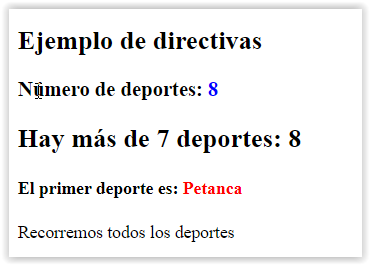 Ejemplo de directivas
Número de deportes: 8
Hay más de 7 deportes: 8
El primer deporte es: Petanca
Recorremos todos los deportes